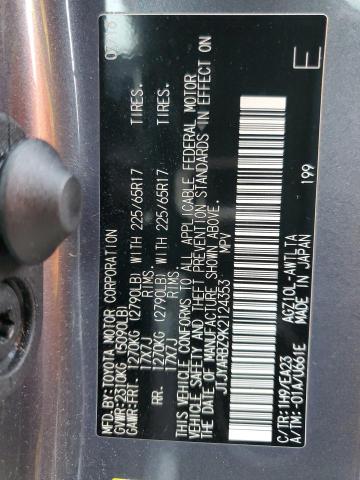 MFD. BY: TOYOTA MOTOR CORPORATION
GVWR: 2310KG (5090LB)
GAWR: FRT. 1270KG (2790LB) WITH 225/65R17 TIRES.
17X7J RIMS.
RR. 1270KG (2790LB) WITH 225/65R17 TIRES.
17X7J RIMS.
THIS VEHICLE CONFORMS TO ALL APPLICABLE FEDERAL MOTOR
VEHICLE SAFETY AND THEFT PREVENTION STANDARDS IN EFFECT
ON THE DATE OF MANUFACTURE SHOWN ABOVE.
JTJYARBZ9K2124353 MPV
C/TR: 1H9/EA23 AGZ10L-AWTLTA
A/TM: -01A/U661E MADE IN JAPAN
199
E